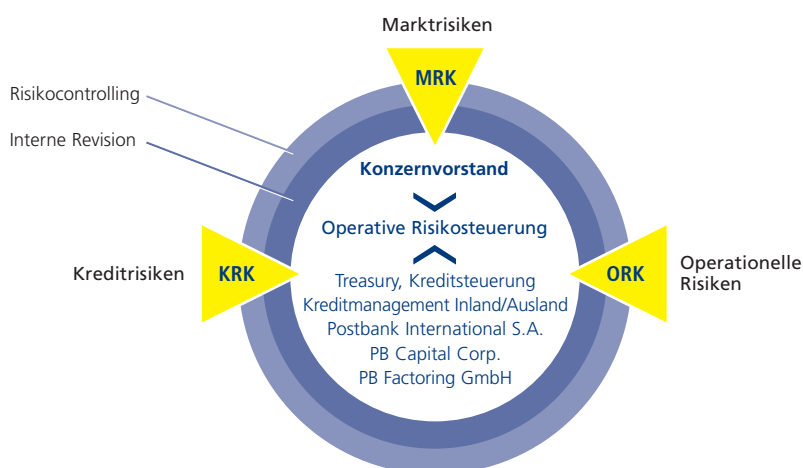 Marktrisiken
MRK
Risikocontrolling
Interne Revision
Konzernvorstand
Operative Risikosteuerung
Kreditrisiken
KRK
Treasury, Kreditsteuerung
Kreditmanagement Inland/Ausland
Postbank International S.A.
PB Capital Corp.
PB Factoring GmbH
ORK
Operationelle
Risiken